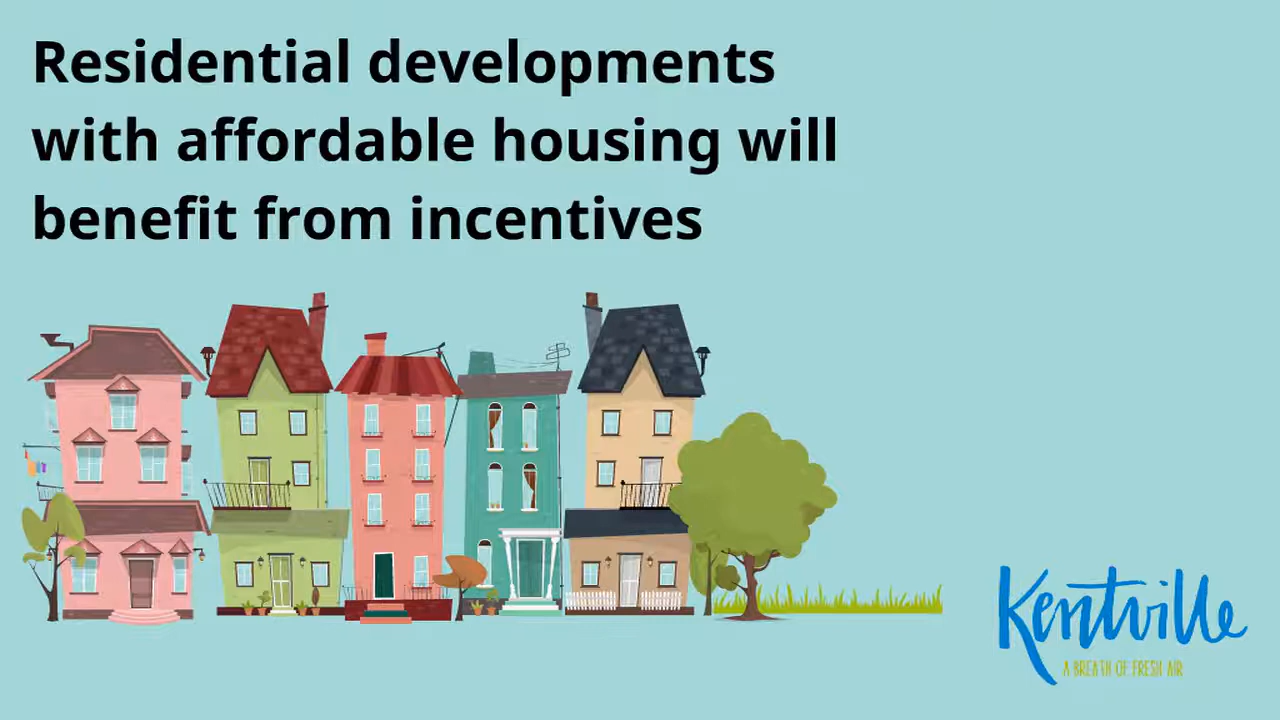 Residential developments
with affordable housing will
benefit from incentives
Kentville
A BREATH OF FRESH AIR